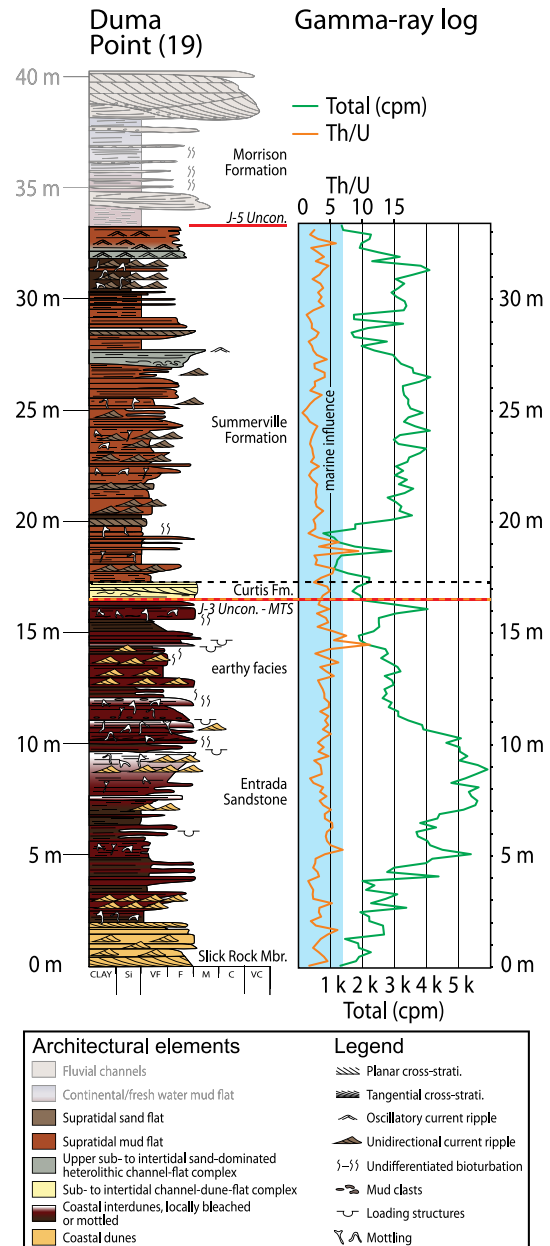 Duma
Point (19)
Gamma-ray log
Total (cpm)
Th/U
Th/U
0 5 10 15
40 m
35 m
30 m
25 m
20 m
15 m
10 m
5 m
0 m
Morrison
Formation
J-5 Uncon.
Summerville
Formation
Curtis Fm.
J-3 Uncon. - MTS
earthy facies
Entrada
Sandstone
Slick Rock Mbr.
CLAY Si VF F M C VC
marine influence
30 m
25 m
20 m
15 m
10 m
5 m
0 m
1 k 2 k 3 k 4 k 5 k
Total (cpm)
Architectural elements
Fluvial channels
Continental/fresh water mud flat
Supratidal sand flat
Supratidal mud flat
Upper sub- to intertidal sand-dominated
heterolithic channel-flat complex
Sub- to intertidal channel-dune-flat complex
Coastal interdunes, locally bleached
or mottled
Coastal dunes
Legend
Planar cross-strati.
Tangential cross-strati.
Oscillatory current ripple
Unidirectional current ripple
Undifferentiated bioturbation
Mud clasts
Loading structures
Mottling